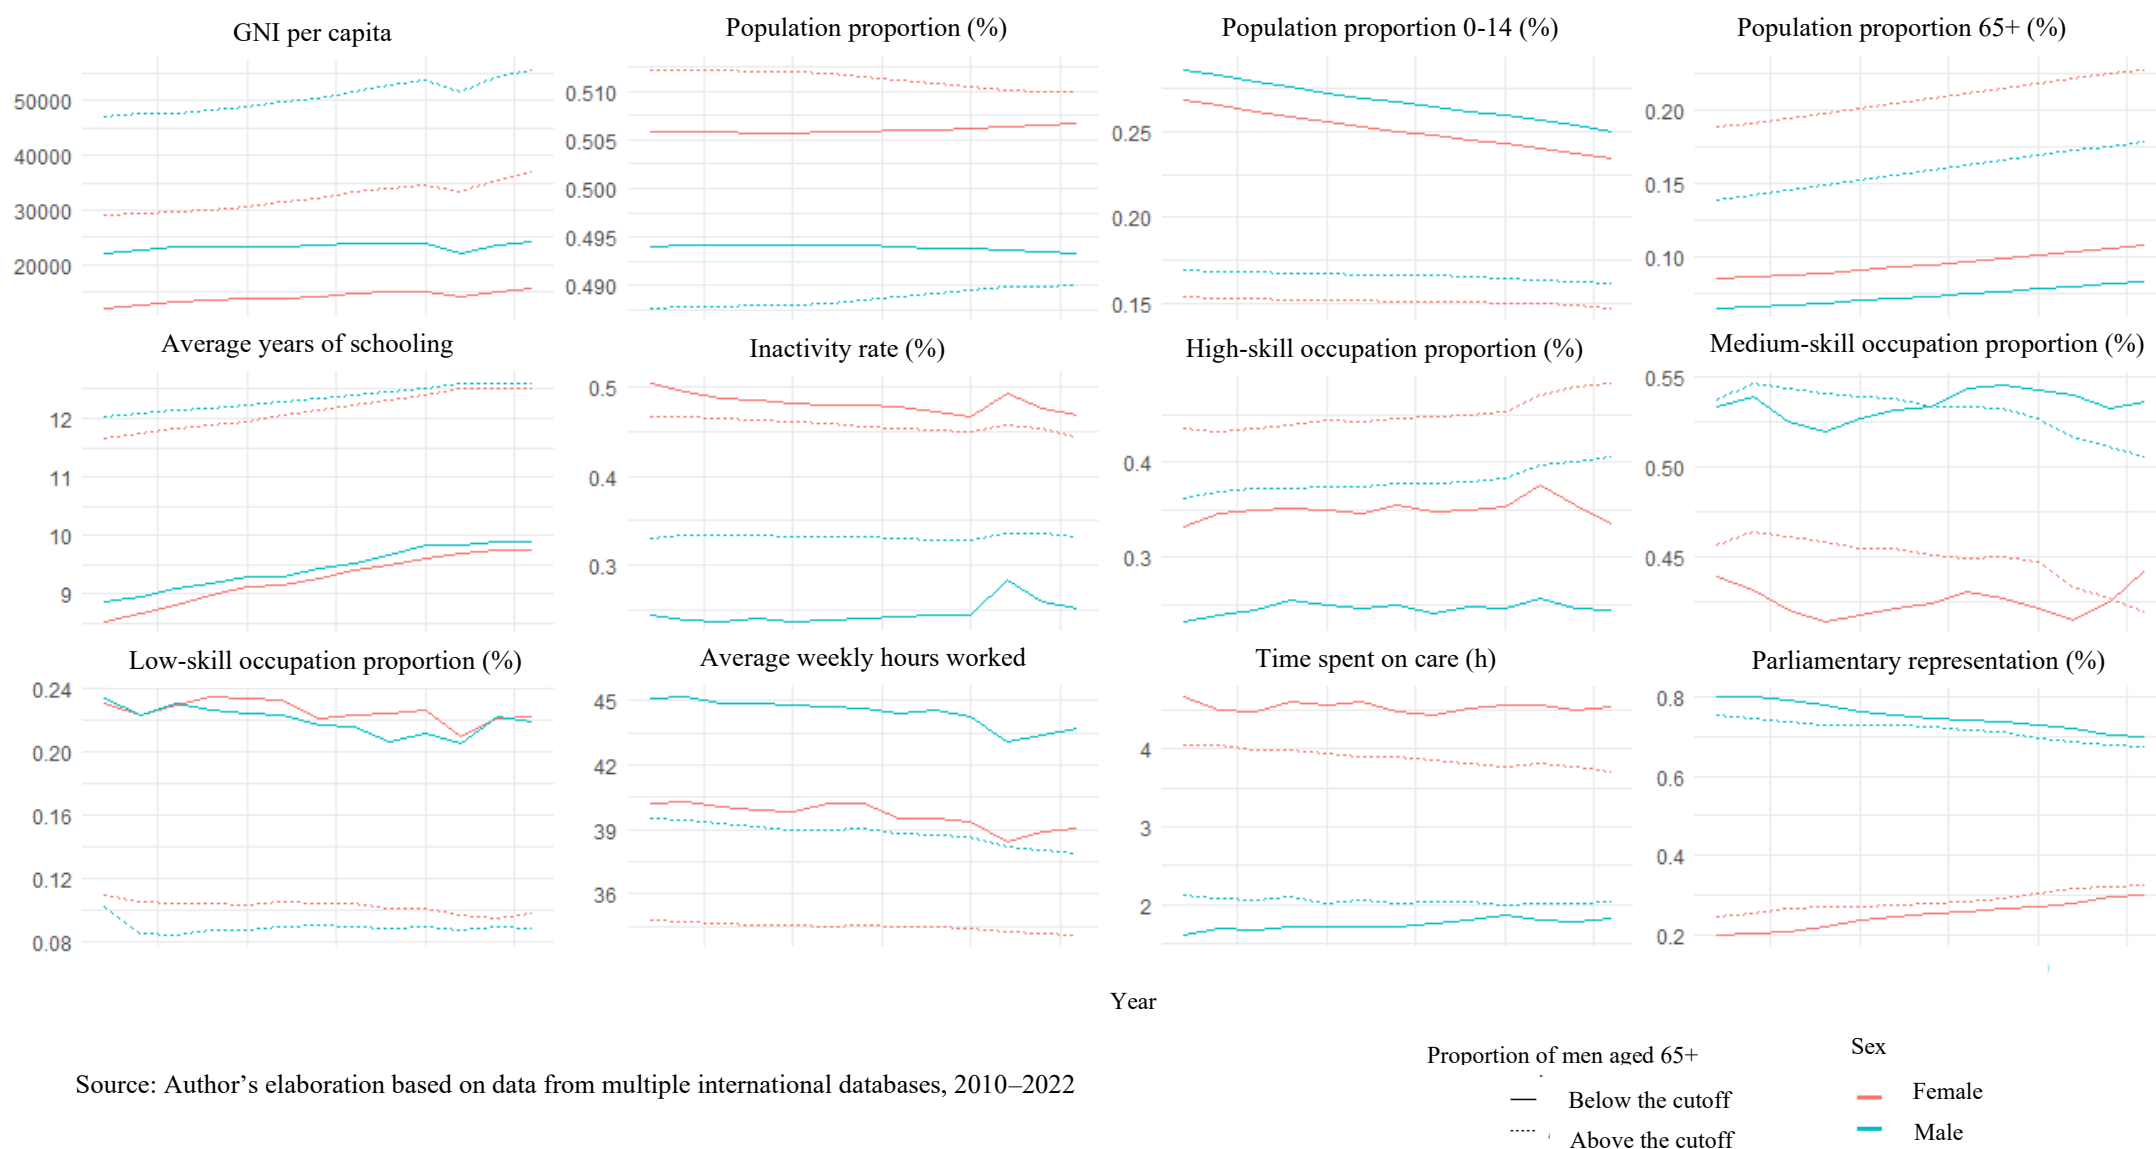 GNI per capita
Population proportion (%)
Population proportion 0-14 (%)
Population proportion 65+ (%)
50000
40000
30000
20000
0.510
0.505
0.500
0.495
0.490
0.25
0.20
0.15
0.20
0.15
0.10
Average years of schooling
Inactivity rate (%)
High-skill occupation proportion (%)
Medium-skill occupation proportion (%)
12
11
10
9
0.5
0.4
0.3
0.4
0.3
0.55
0.50
0.45
Low-skill occupation proportion (%)
Average weekly hours worked
Time spent on care (h)
Parliamentary representation (%)
0.24
0.20
0.16
0.12
0.08
45
42
39
36
4
3
2
0.8
0.6
0.4
0.2
Year
Source: Author’s elaboration based on data from multiple international databases, 2010–2022
Proportion of men aged 65+
Below the cutoff
Above the cutoff
Sex
Female
Male